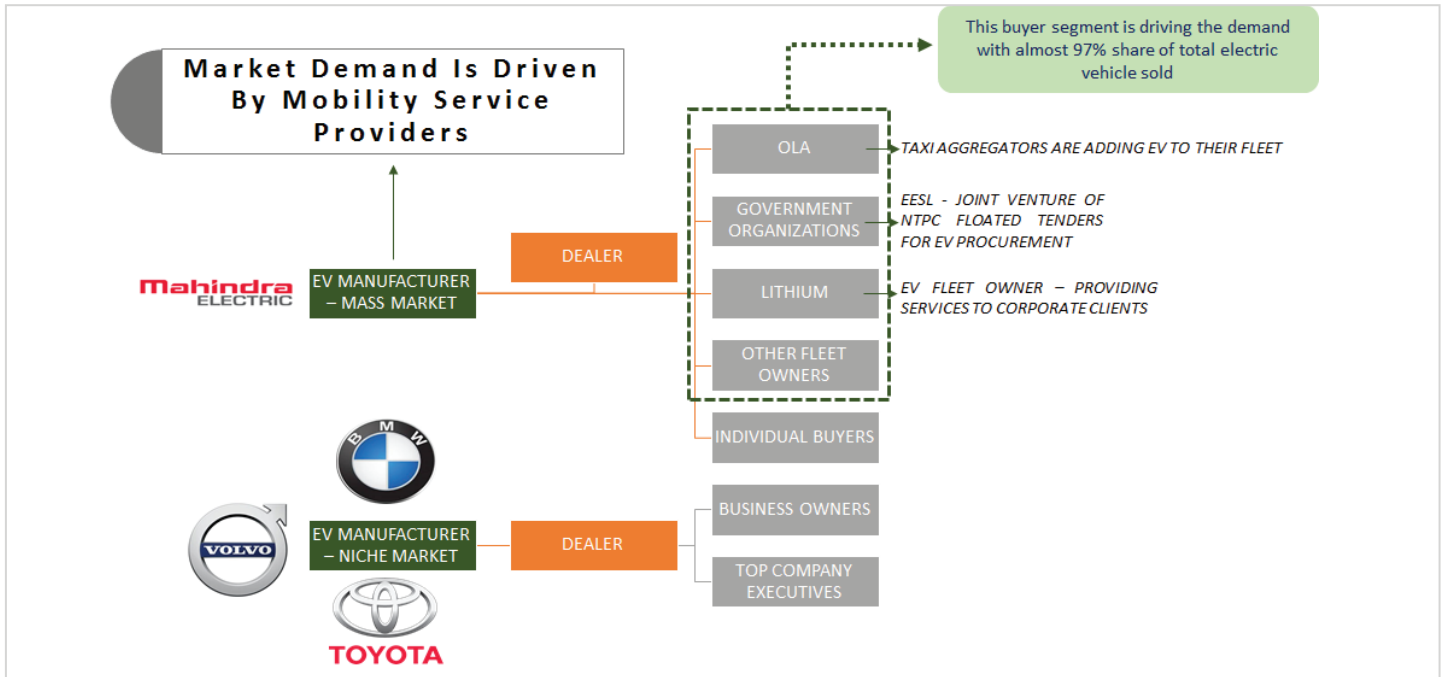 This buyer segment is driving the demand
with almost 97% share of total electric
vehicle sold
Market Demand Is Driven
By Mobility Service
Providers
OLA
TAXI AGGREGATORS ARE ADDING EV TO THEIR FLEET
GOVERNMENT
ORGANIZATIONS
EESL - JOINT VENTURE OF
NTPC FLOATED TENDERS
FOR EV PROCUREMENT
DEALER
Mahindra
ELECTRIC
EV MANUFACTURER
– MASS MARKET
LITHIUM
EV FLEET OWNER – PROVIDING
SERVICES TO CORPORATE CLIENTS
OTHER FLEET
OWNERS
INDIVIDUAL BUYERS
BMW
BUSINESS OWNERS
VOLVO
EV MANUFACTURER
– NICHE MARKET
DEALER
TOP COMPANY
EXECUTIVES
TOYOTA